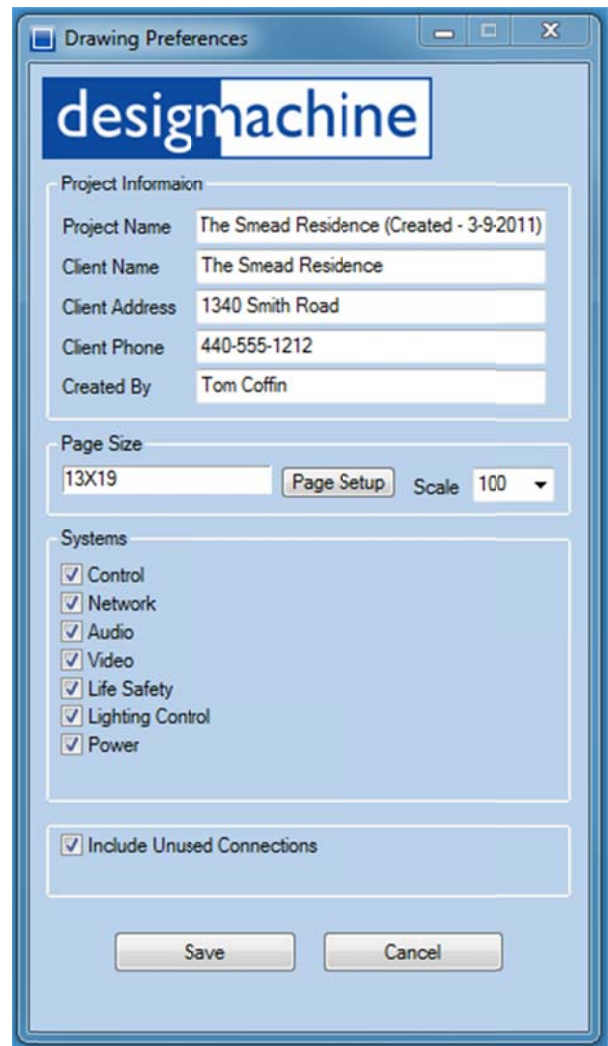 Drawing Preferences
designmachine
Project Informaion
Project Name The Smead Residence (Created - 3-9-2011)
Client Name The Smead Residence
Client Address 1340 Smith Road
Client Phone 440-555-1212
Created By Tom Coffin
Page Size
13X19 Page Setup Scale 100
Systems
Control
Network
Audio
Video
Life Safety
Lighting Control
Power
Include Unused Connections
Save Cancel